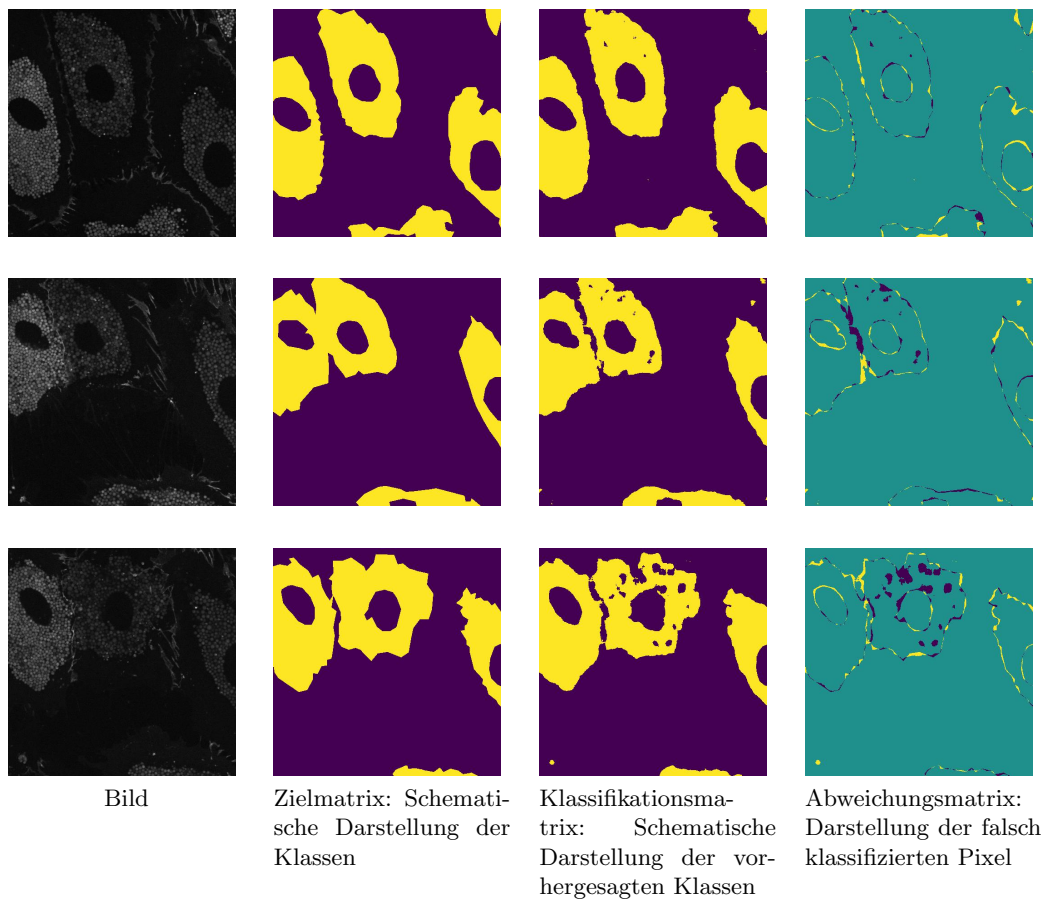 Bild
Zielmatrix: Schemati-
sche Darstellung der
Klassen
Klassifikationsma-
trix: Schematische
Darstellung der vor-
hergesagten Klassen
Abweichungsmatrix:
Darstellung der falsch
klassifizierten Pixel